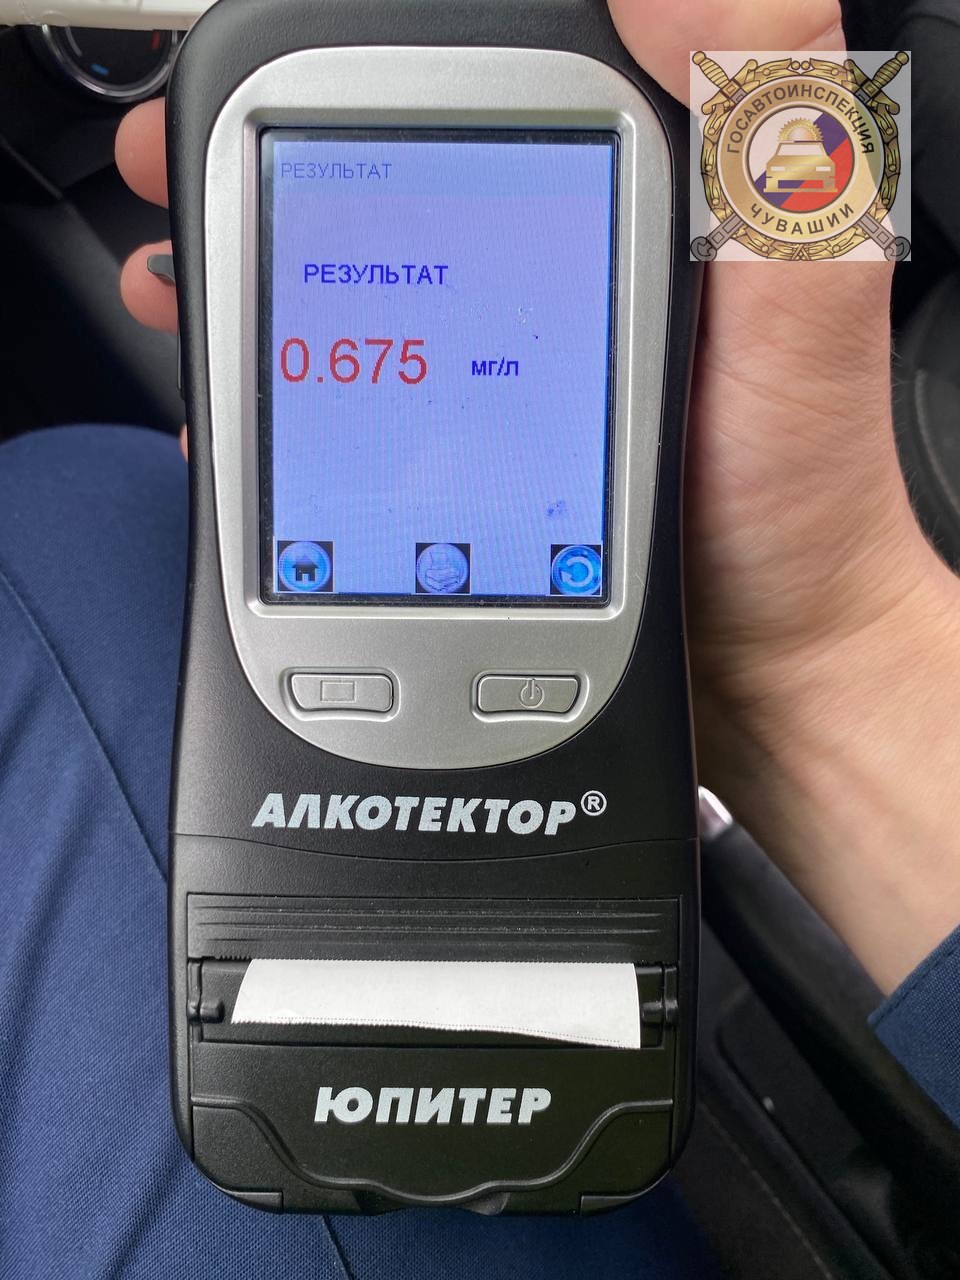 РЕЗУЛЬТАТ
РЕЗУЛЬТАТ
0.675 мг/л
АЛКОТЕКТОР®
ЮПИТЕР
ГОСАВТОИНСПЕКЦИЯ
ЧУВАШИИ